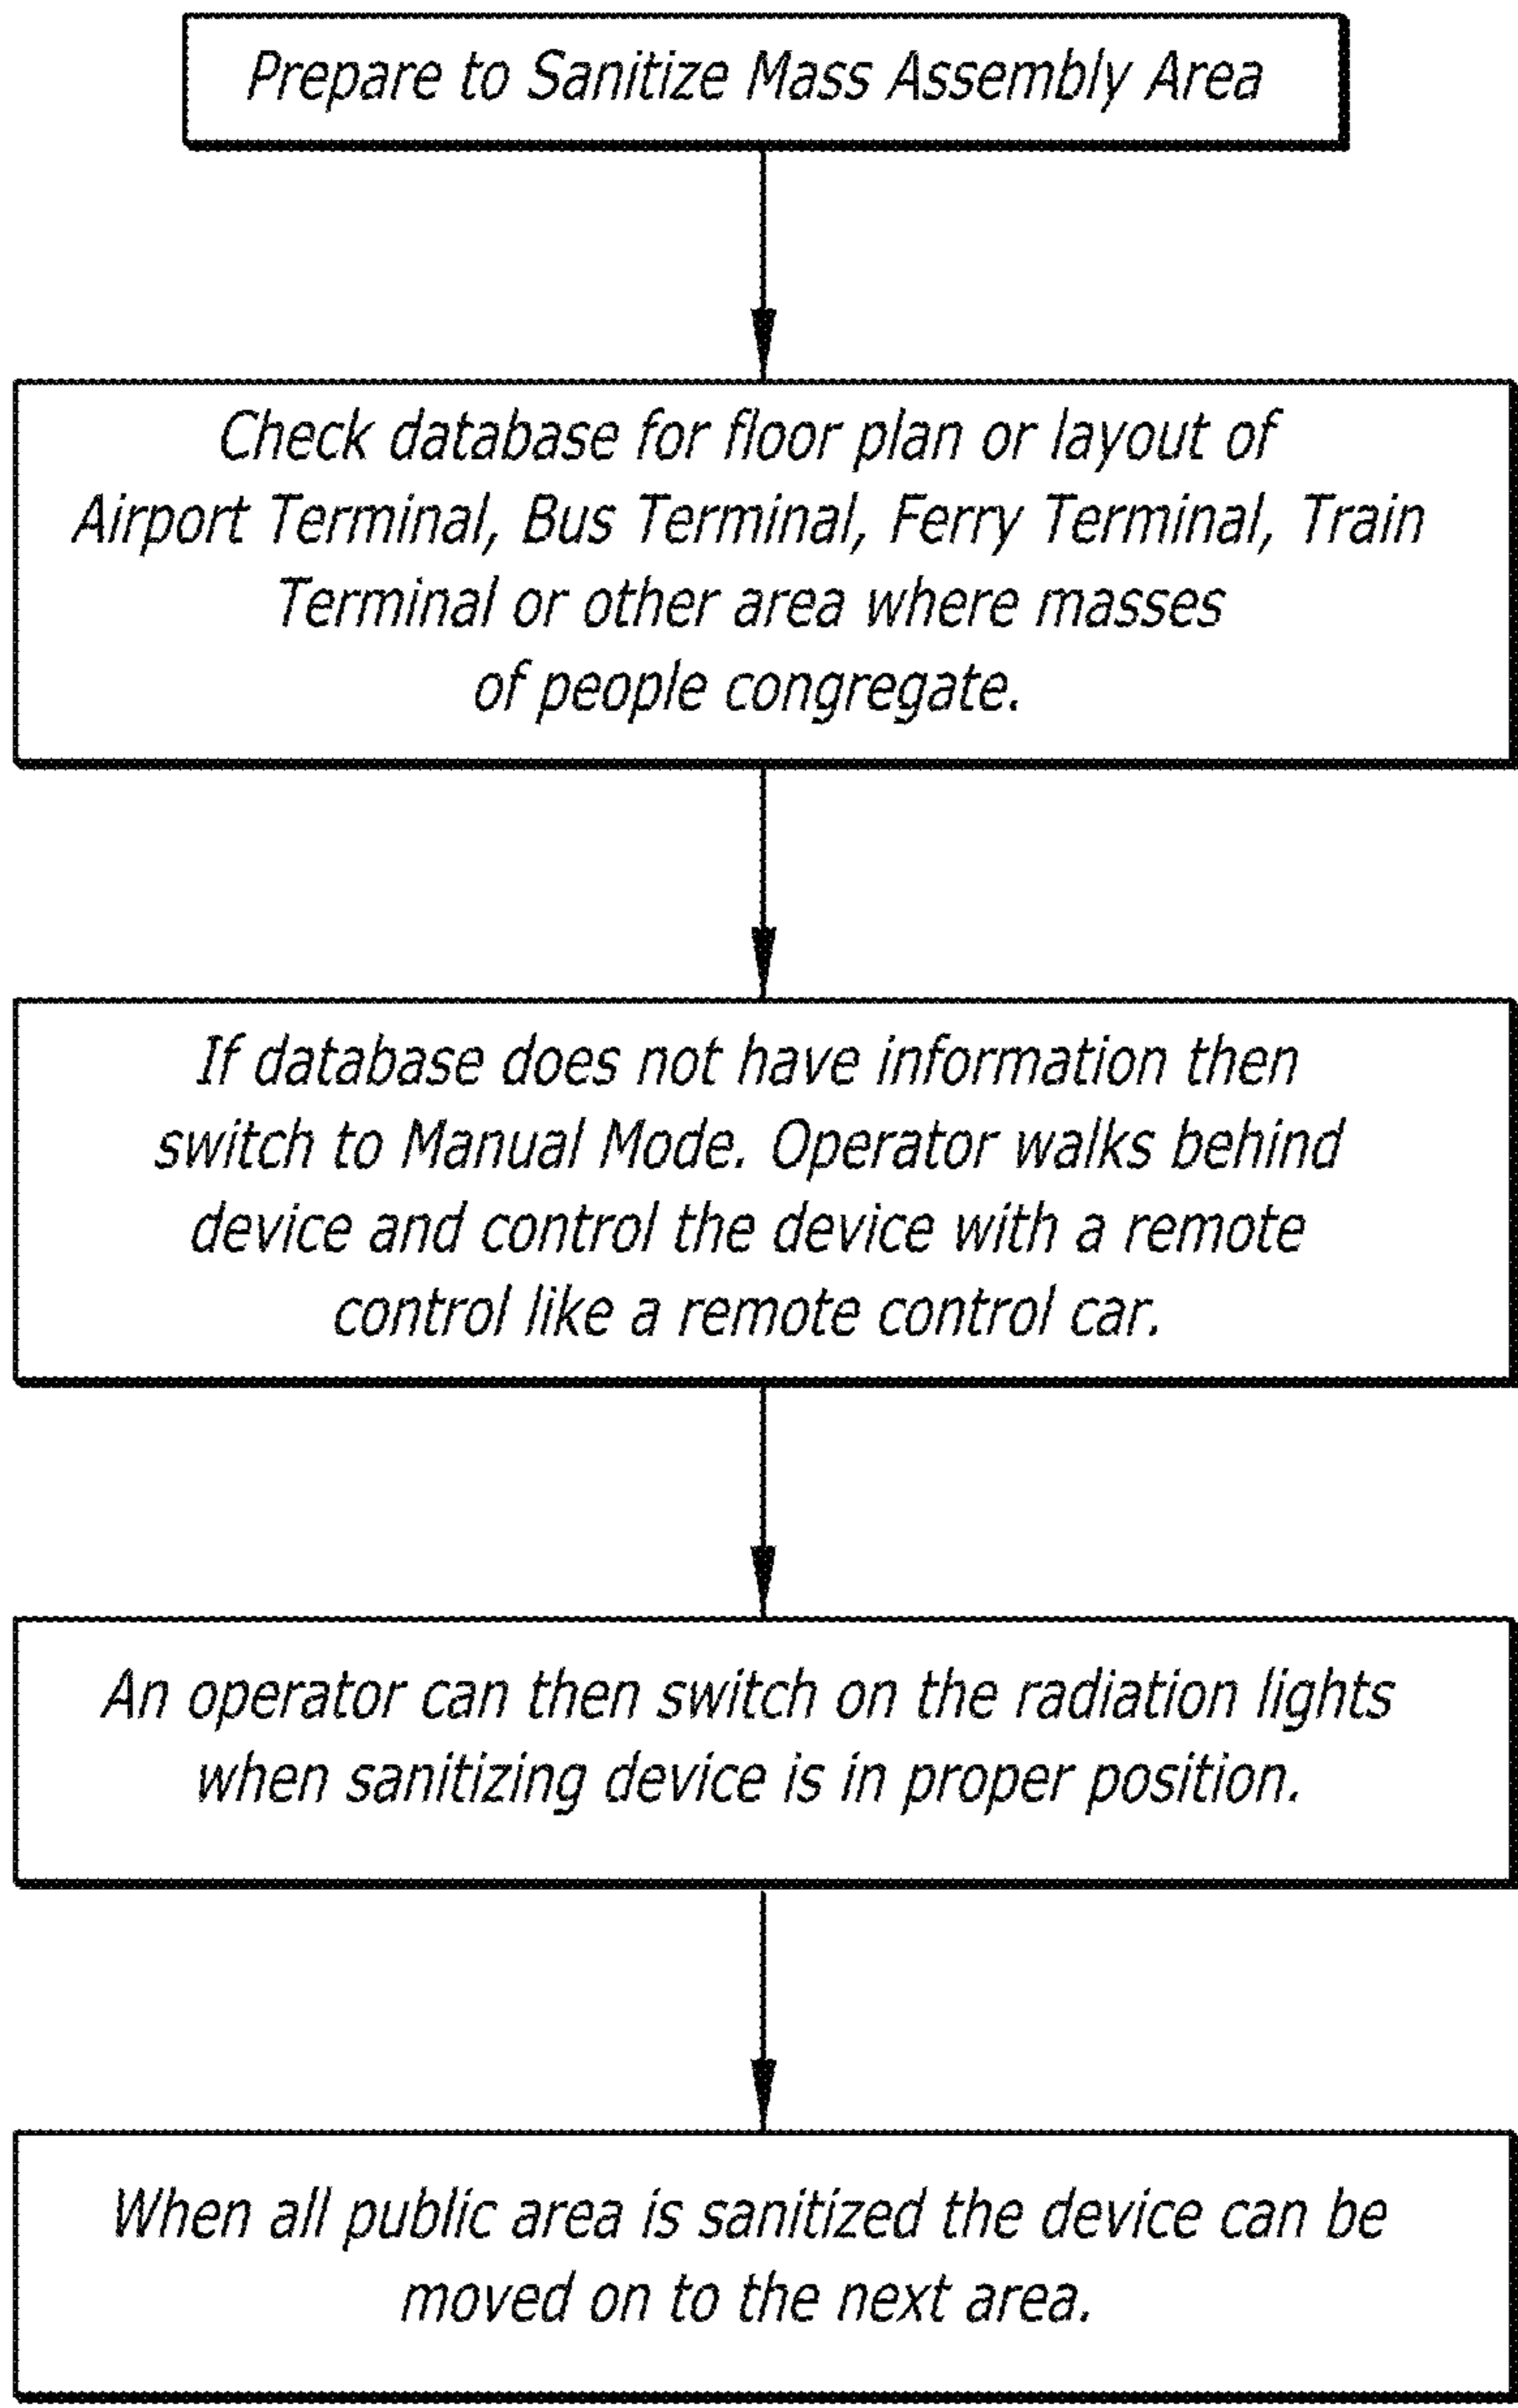 Prepare to Sanitize Mass Assembly Area
Check database for floor plan or layout of
Airport Terminal, Bus Terminal, Ferry Terminal, Train
Terminal or other area where masses
of people congregate.
If database does not have information then
switch to Manual Mode. Operator walks behind
device and control the device with a remote
control like a remote control car.
An operator can then switch on the radiation lights
when sanitizing device is in proper position.
When all public area is sanitized the device can be
moved on to the next area.